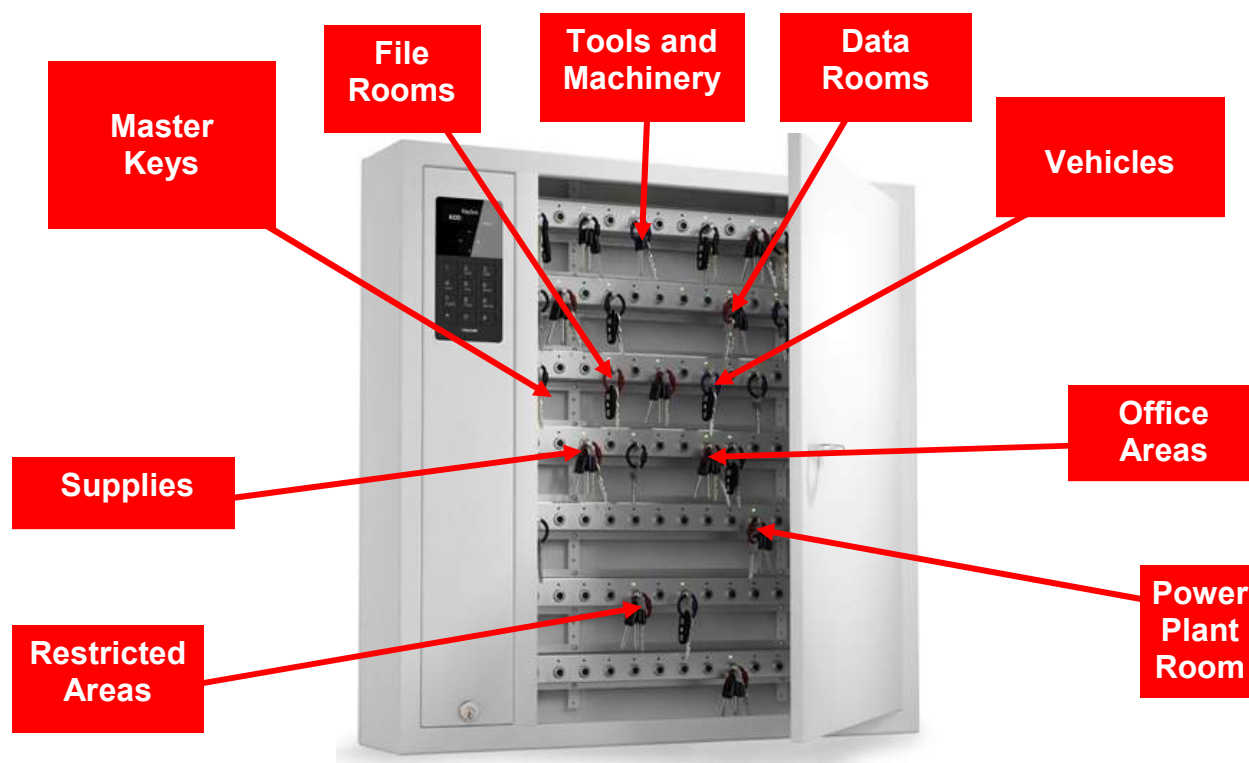 File
Rooms
Tools and
Machinery
Data
Rooms
Master
Keys
Vehicles
Office
Areas
Supplies
Power
Plant
Room
Restricted
Areas